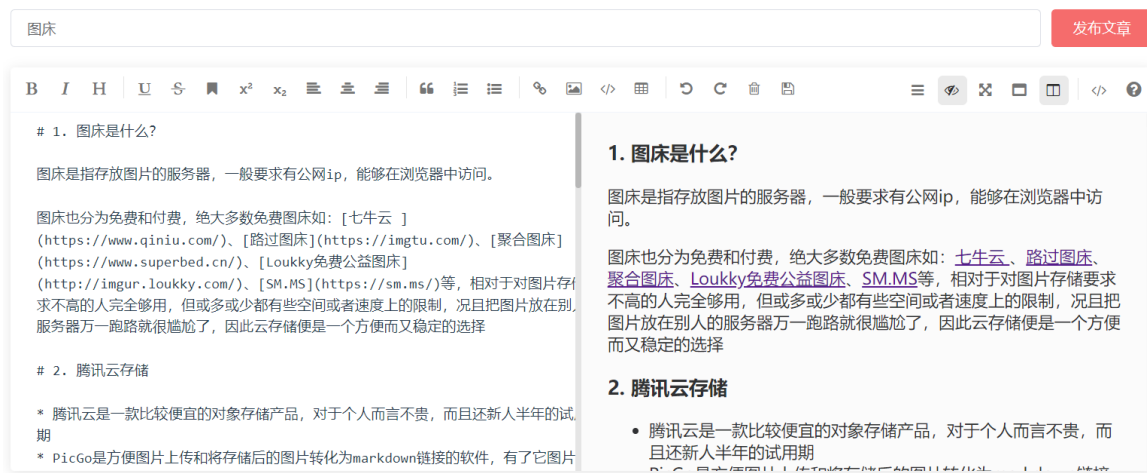 图床
发布文章
B I H U S x² x₂
# 1. 图床是什么?
图床是指存放图片的服务器，一般要求有公网ip，能够在浏览器中访问。
图床也分为免费和付费，绝大多数免费图床如：[七牛云 ]
(https://www.qiniu.com/)、[路过图床](https://imgtu.com/)、[聚合图床]
(https://www.superbed.cn/)、[Loukky免费公益图床]
(http://imgur.loukky.com/)、[SM.MS](https://sm.ms/)等，相对于对图片存储
求不高的人完全够用，但或多或少都有些空间或者速度上的限制，况且把图片放在别
服务器万一跑路就很尴尬了，因此云存储便是一个方便而又稳定的选择
# 2. 腾讯云存储
* 腾讯云是一款比较便宜的对象存储产品，对于个人而言不贵，而且还新人半年的试
期
* PicGo是方便图片上传和将存储后的图片转化为markdown链接的软件，有了它图片
1. 图床是什么?
图床是指存放图片的服务器，一般要求有公网ip，能够在浏览器中访
问。
图床也分为免费和付费，绝大多数免费图床如：七牛云 、路过图床、
聚合图床、Loukky免费公益图床、SM.MS等，相对于对图片存储要求
不高的人完全够用，但或多或少都有些空间或者速度上的限制，况且把
图片放在别人的服务器万一跑路就很尴尬了，因此云存储便是一个方便
而又稳定的选择
2. 腾讯云存储
• 腾讯云是一款比较便宜的对象存储产品，对于个人而言不贵，而且
还新人半年的试用期